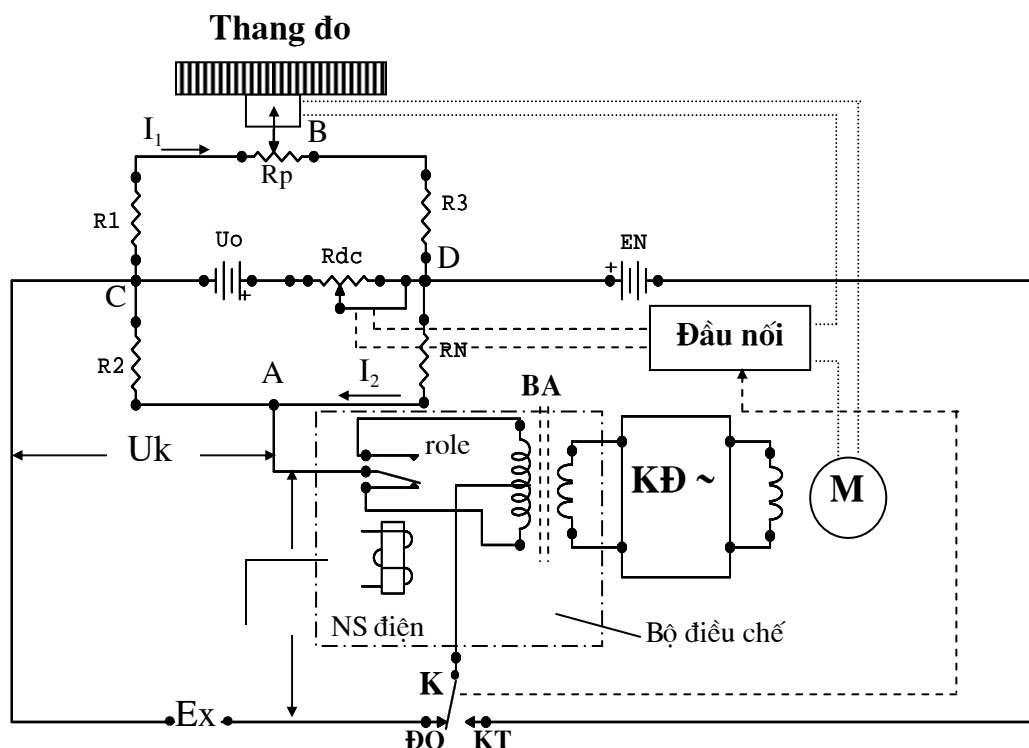 Thang đo
B
I1
Rp
R1
R3
Uo
+
Rdc
D
EN
+
C
Đầu nối
R2
A
I2
RN
BA
Uk
role
KĐ ~
M
NS điện
Bộ điều chế
K
Ex
ĐO
KT